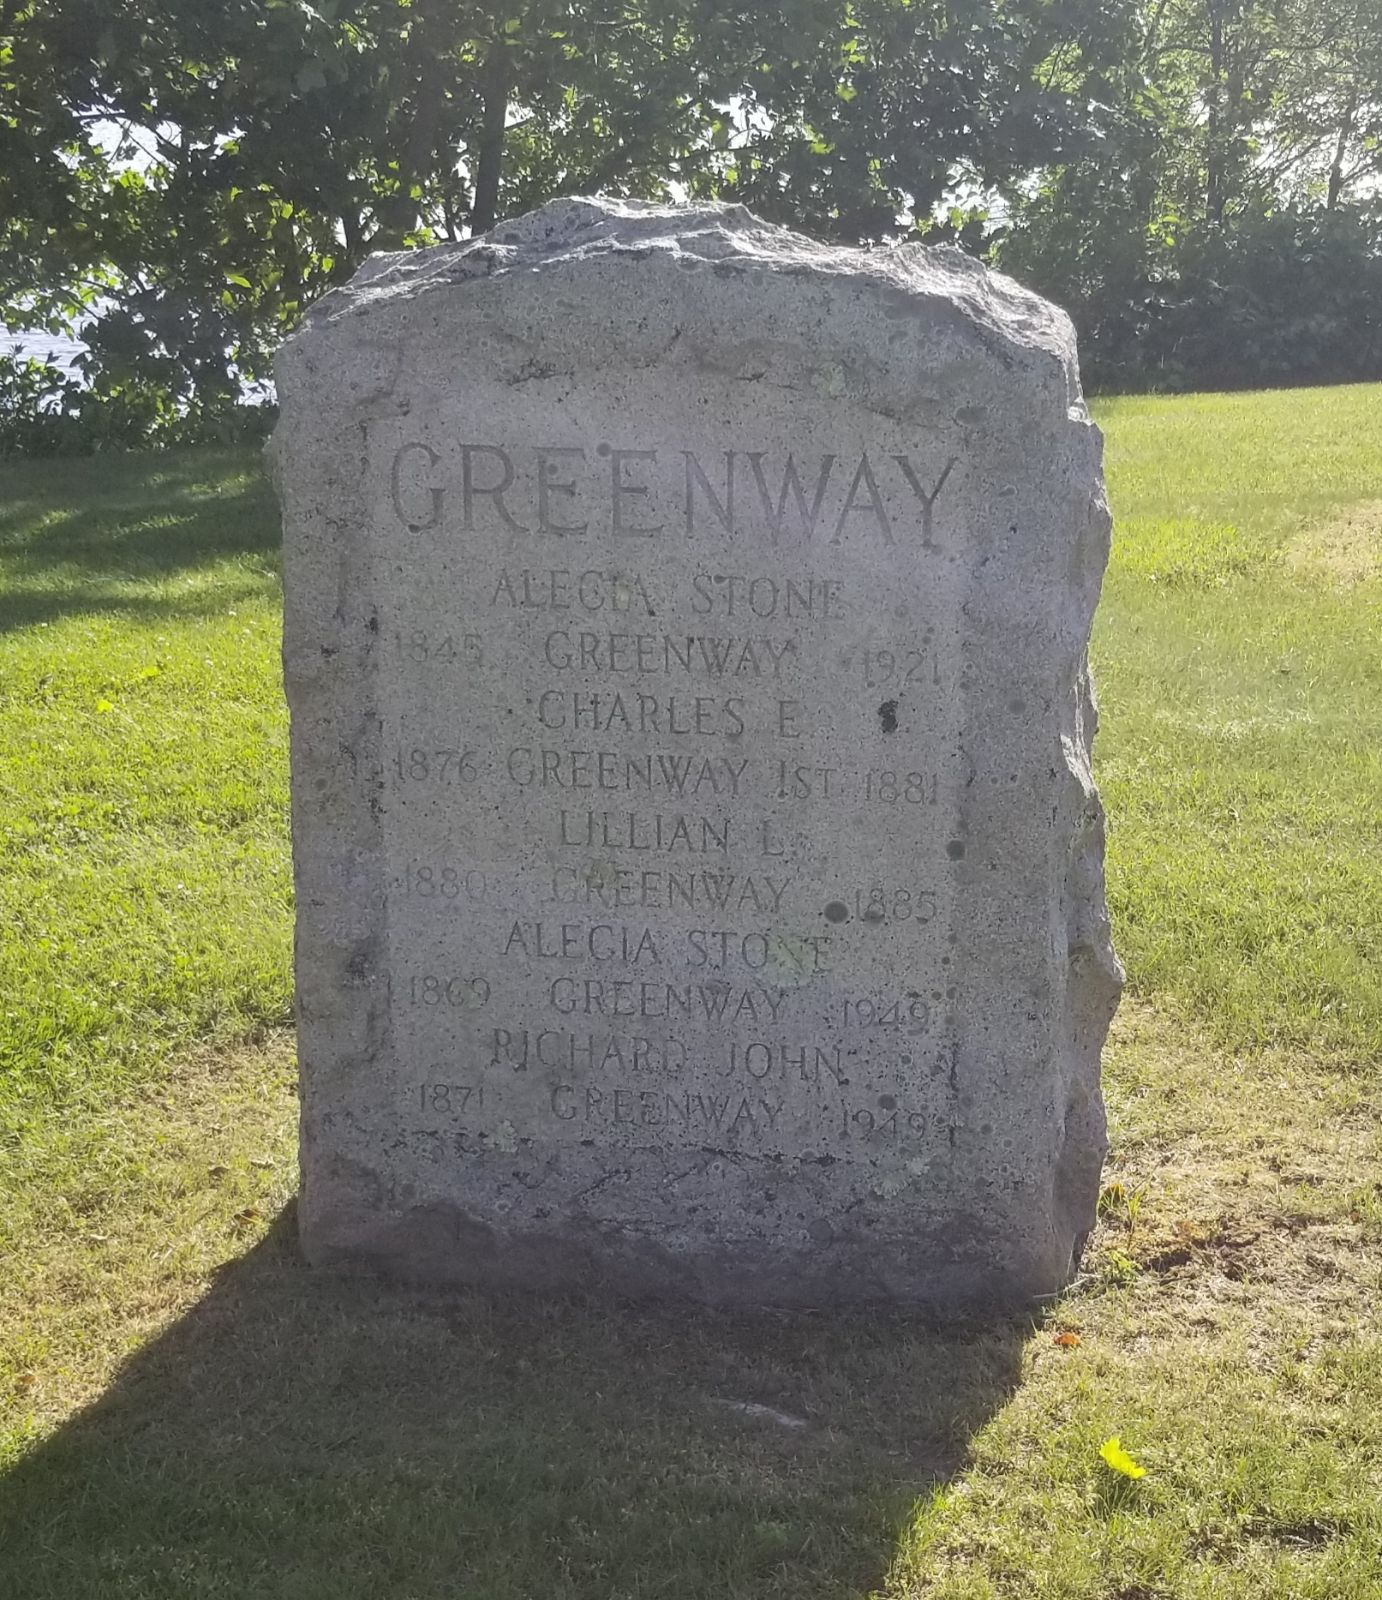 GREENWAY
ALECIA STONE
1845 GREENWAY 1921
CHARLES E
1876 GREENWAY 1ST 1881
LILLIAN L
1880 GREENWAY 1885
ALECIA STONE
1869 GREENWAY 1949
RICHARD JOHN
1871 GREENWAY 1949